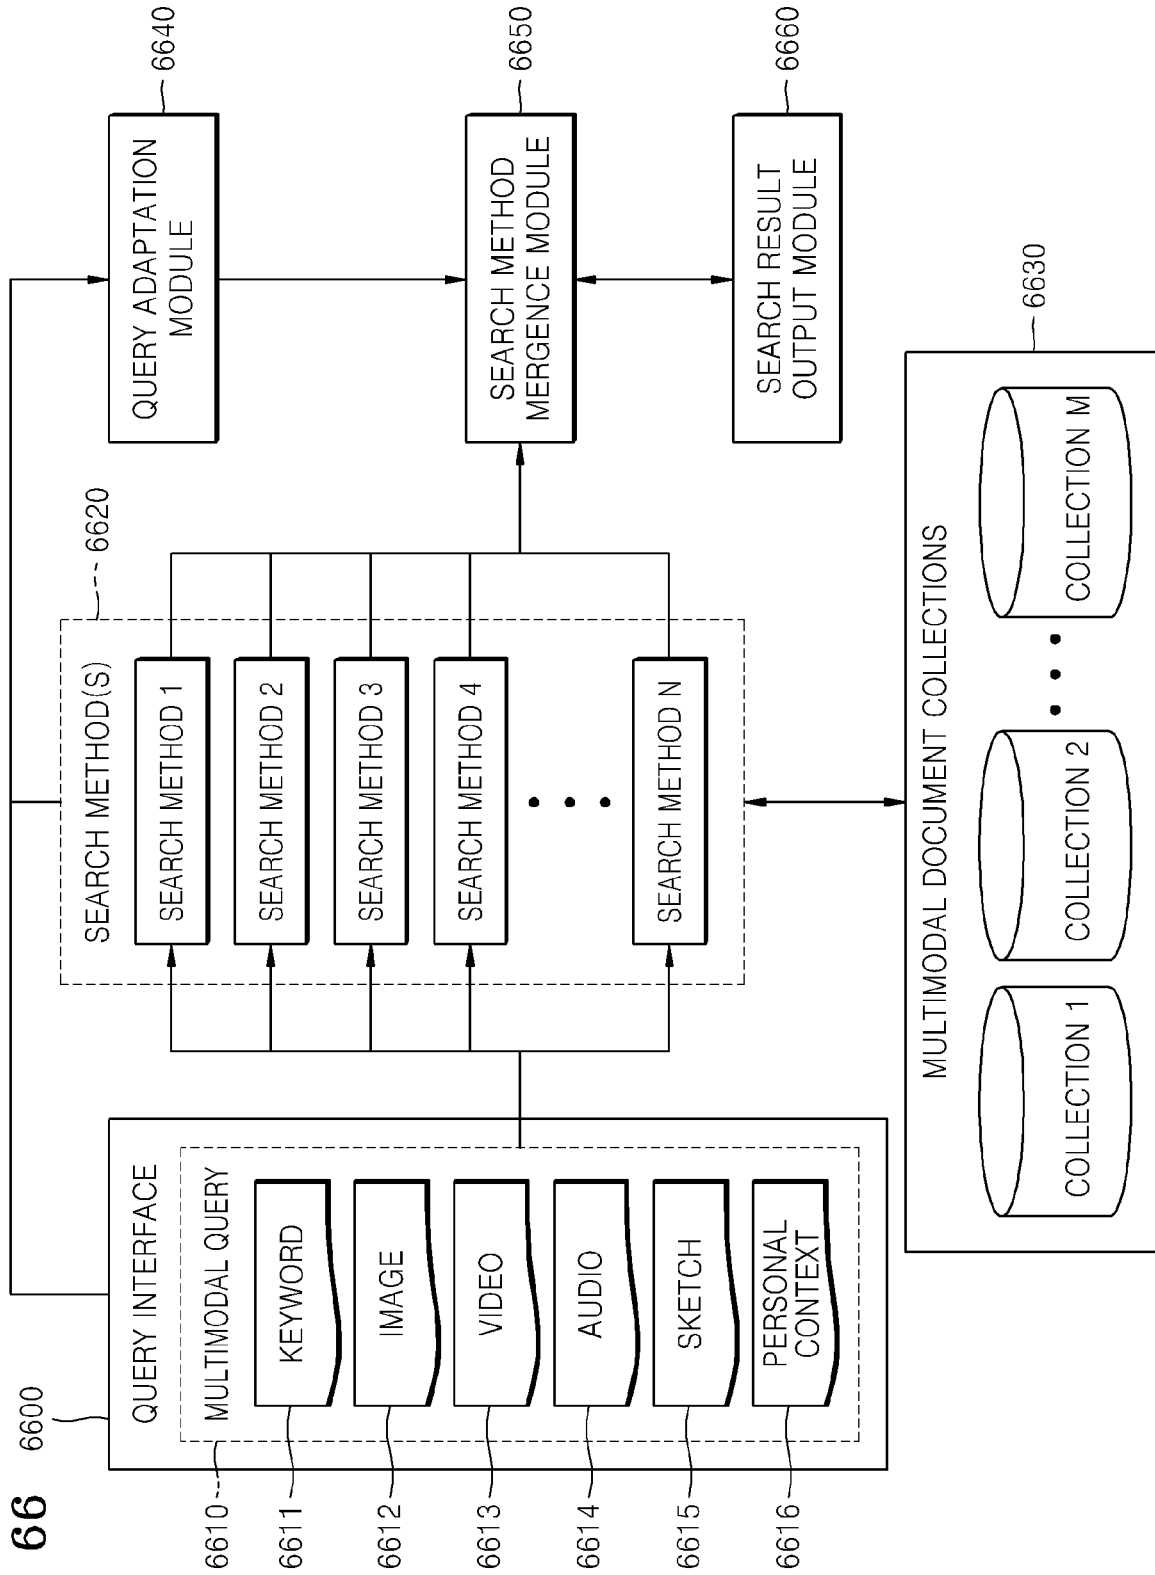 66
6600
QUERY INTERFACE
6610
MULTIMODAL QUERY
6611
KEYWORD
6612
IMAGE
6613
VIDEO
6614
AUDIO
6615
SKETCH
6616
PERSONAL
CONTEXT
6620
SEARCH METHOD(S)
SEARCH METHOD 1
SEARCH METHOD 2
SEARCH METHOD 3
SEARCH METHOD 4
SEARCH METHOD N
QUERY ADAPTATION
MODULE
6640
SEARCH METHOD
MERGENCE MODULE
6650
SEARCH RESULT
OUTPUT MODULE
6660
6630
MULTIMODAL DOCUMENT COLLECTIONS
COLLECTION 1
COLLECTION 2
COLLECTION M